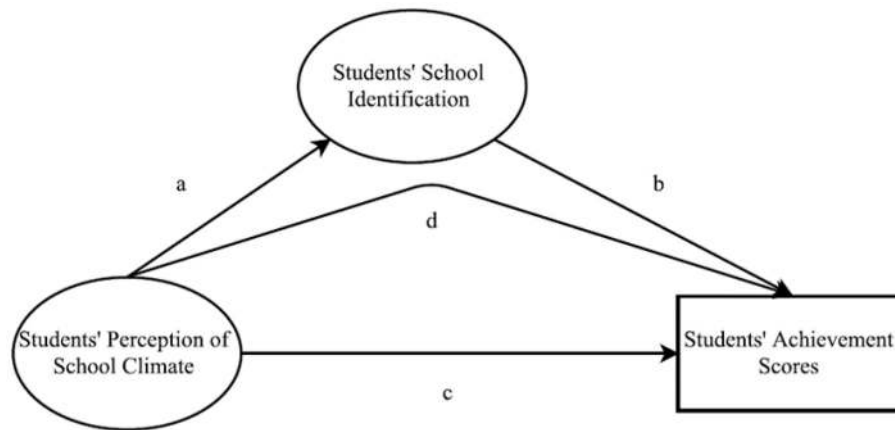 Students' School
Identification
a
b
d
Students' Perception of
School Climate
Students' Achievement
Scores
c